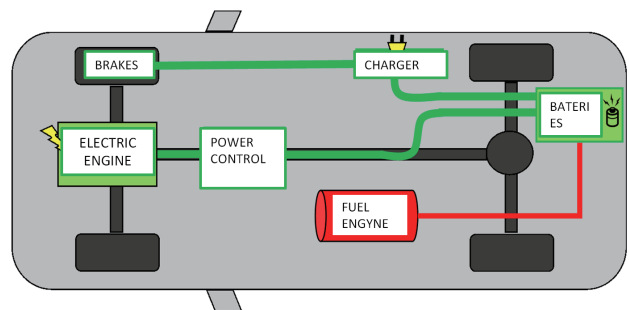 BRAKES
CHARGER
BATERI
ES
ELECTRIC
ENGINE
POWER
CONTROL
FUEL
ENGYNE